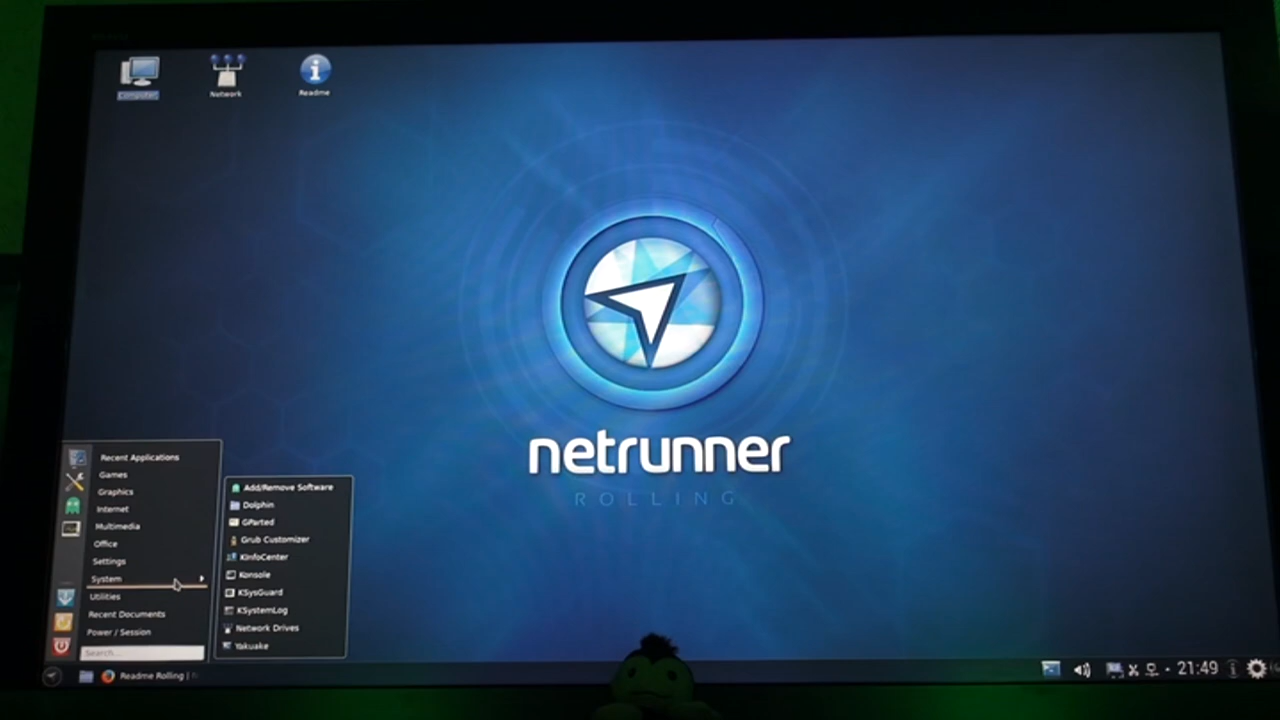 Computer
Network
Readme
netrunner
ROLLING
Recent Applications
Games
Graphics
Internet
Multimedia
Office
Settings
System
Utilities
Recent Documents
Power / Session
Search...
Add/Remove Software
Dolphin
GParted
Grub Customizer
KInfoCenter
Konsole
KSysGuard
KSystemLog
Network Drives
Yakuake
Readme Rolling |
21:49